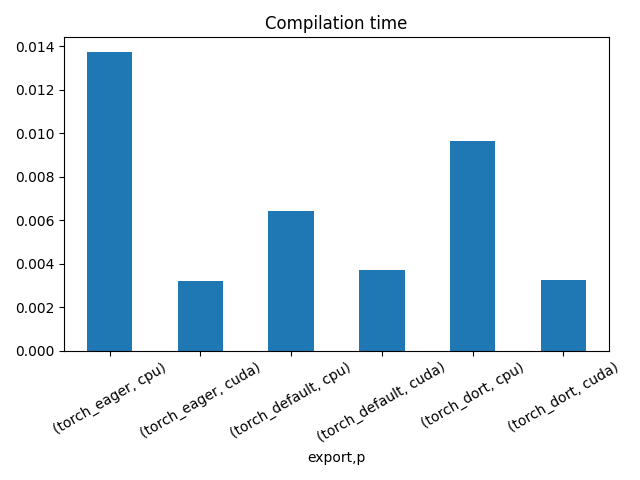 Compilation time
0.014
0.012
0.010
0.008
0.006
0.004
0.002
0.000
(torch_eager, cpu)
(torch_eager, cuda)
(torch_default, cpu)
(torch_default, cuda)
(torch_dort, cpu)
(torch_dort, cuda)
export,p